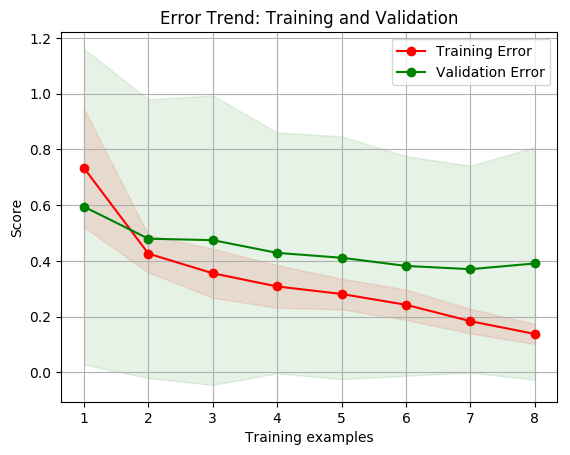 Error Trend: Training and Validation
Training Error
Validation Error
Score
1.2
1.0
0.8
0.6
0.4
0.2
0.0
1 2 3 4 5 6 7 8
Training examples